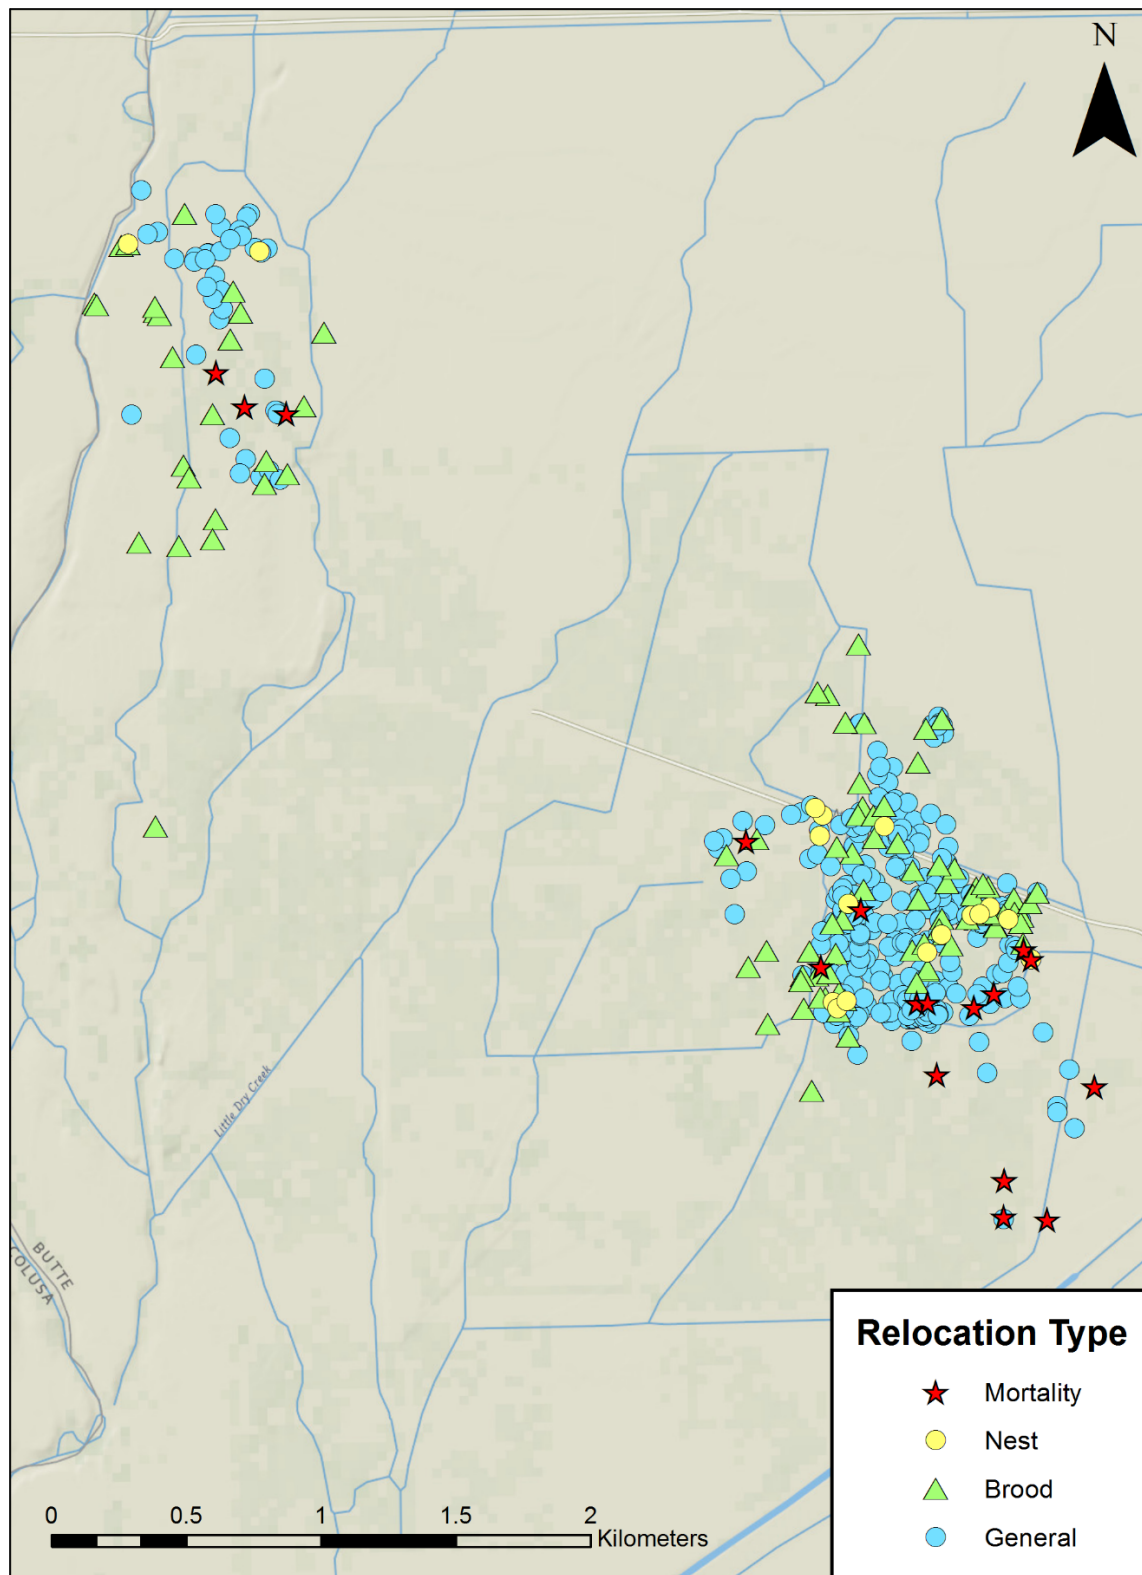 N
Little Dry Creek
BUTTE
COLUSA
Relocation Type
Mortality
Nest
Brood
General
0 0.5 1 1.5 2
Kilometers